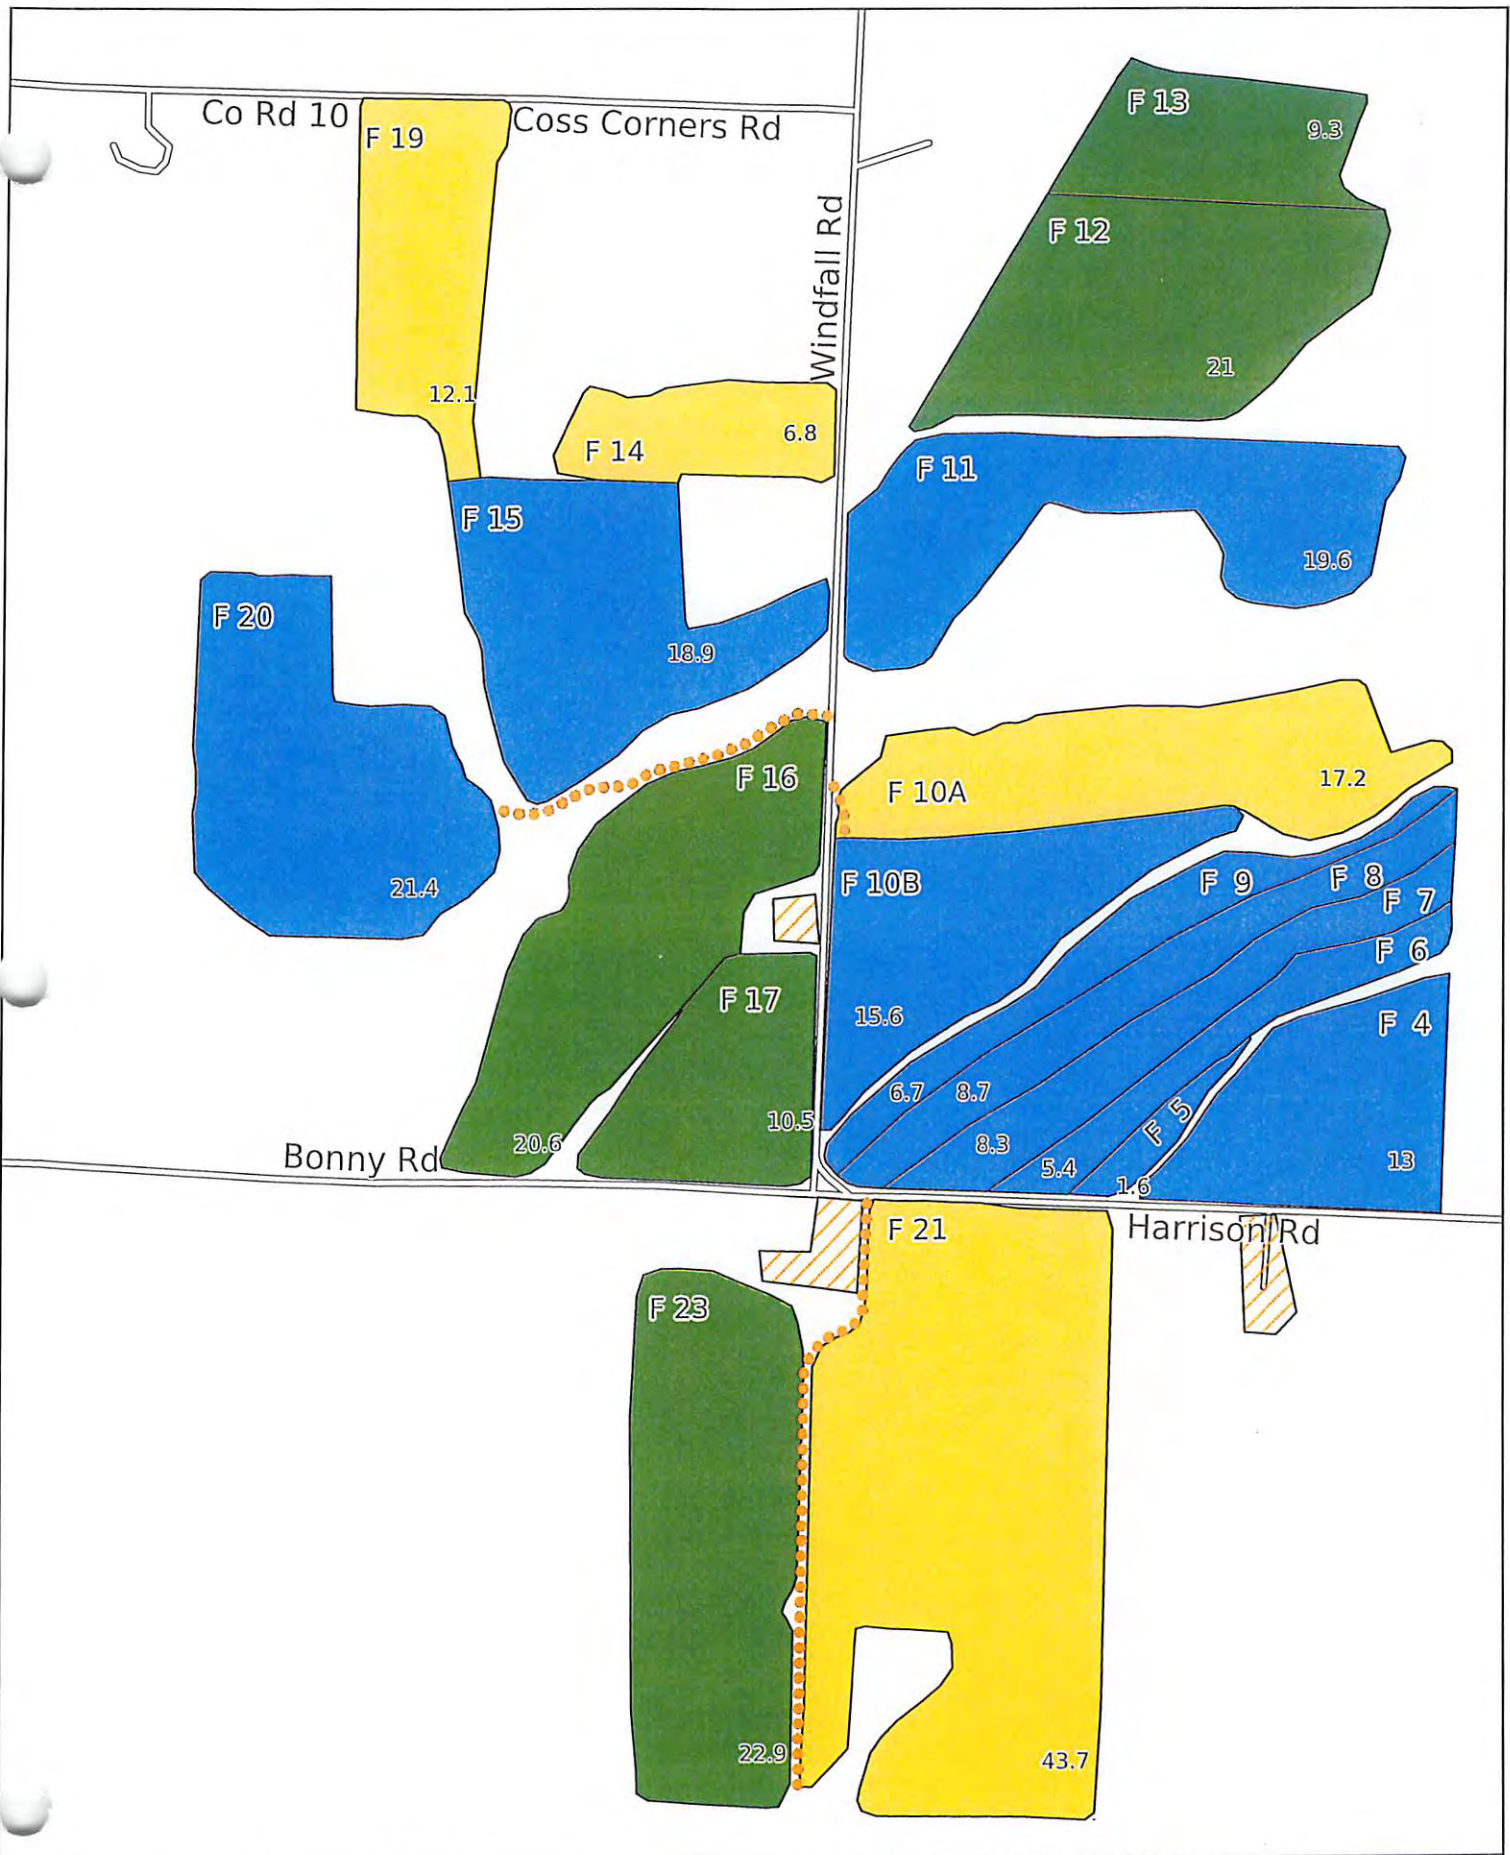 Co Rd 10
Coss Corners Rd
F 19
F 13
9.3
Windfall Rd
F 12
21
12.1
F 14
6.8
F 11
F 15
19.6
F 20
18.9
F 16
F 10A
17.2
21.4
F 10B
F 9
F 8
F 7
F 6
F 17
15.6
F 4
6.7
8.7
10.5
F 5
20.6
8.3
Bonny Rd
5.4
13
1.6
F 21
Harrison Rd
F 23
22.9
43.7